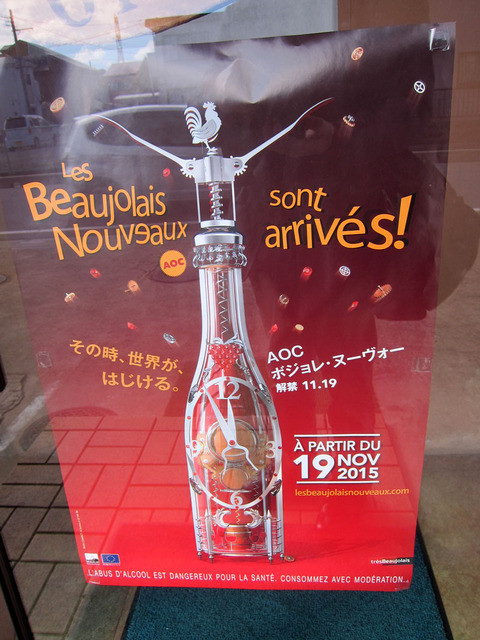 Les
Beaujolais
Nouveaux
sont
arrivés!
AOC
その時、世界が、
はじける。
AOC
ボジョレ・ヌーヴォー
解禁 11.19
12
6
À PARTIR DU
19 NOV
2015
lesbeaujolaisnouveaux.com
trèsBeaujolais
L'ABUS D'ALCOOL EST DANGEREUX POUR LA SANTÉ. CONSOMMEZ AVEC MODÉRATION.